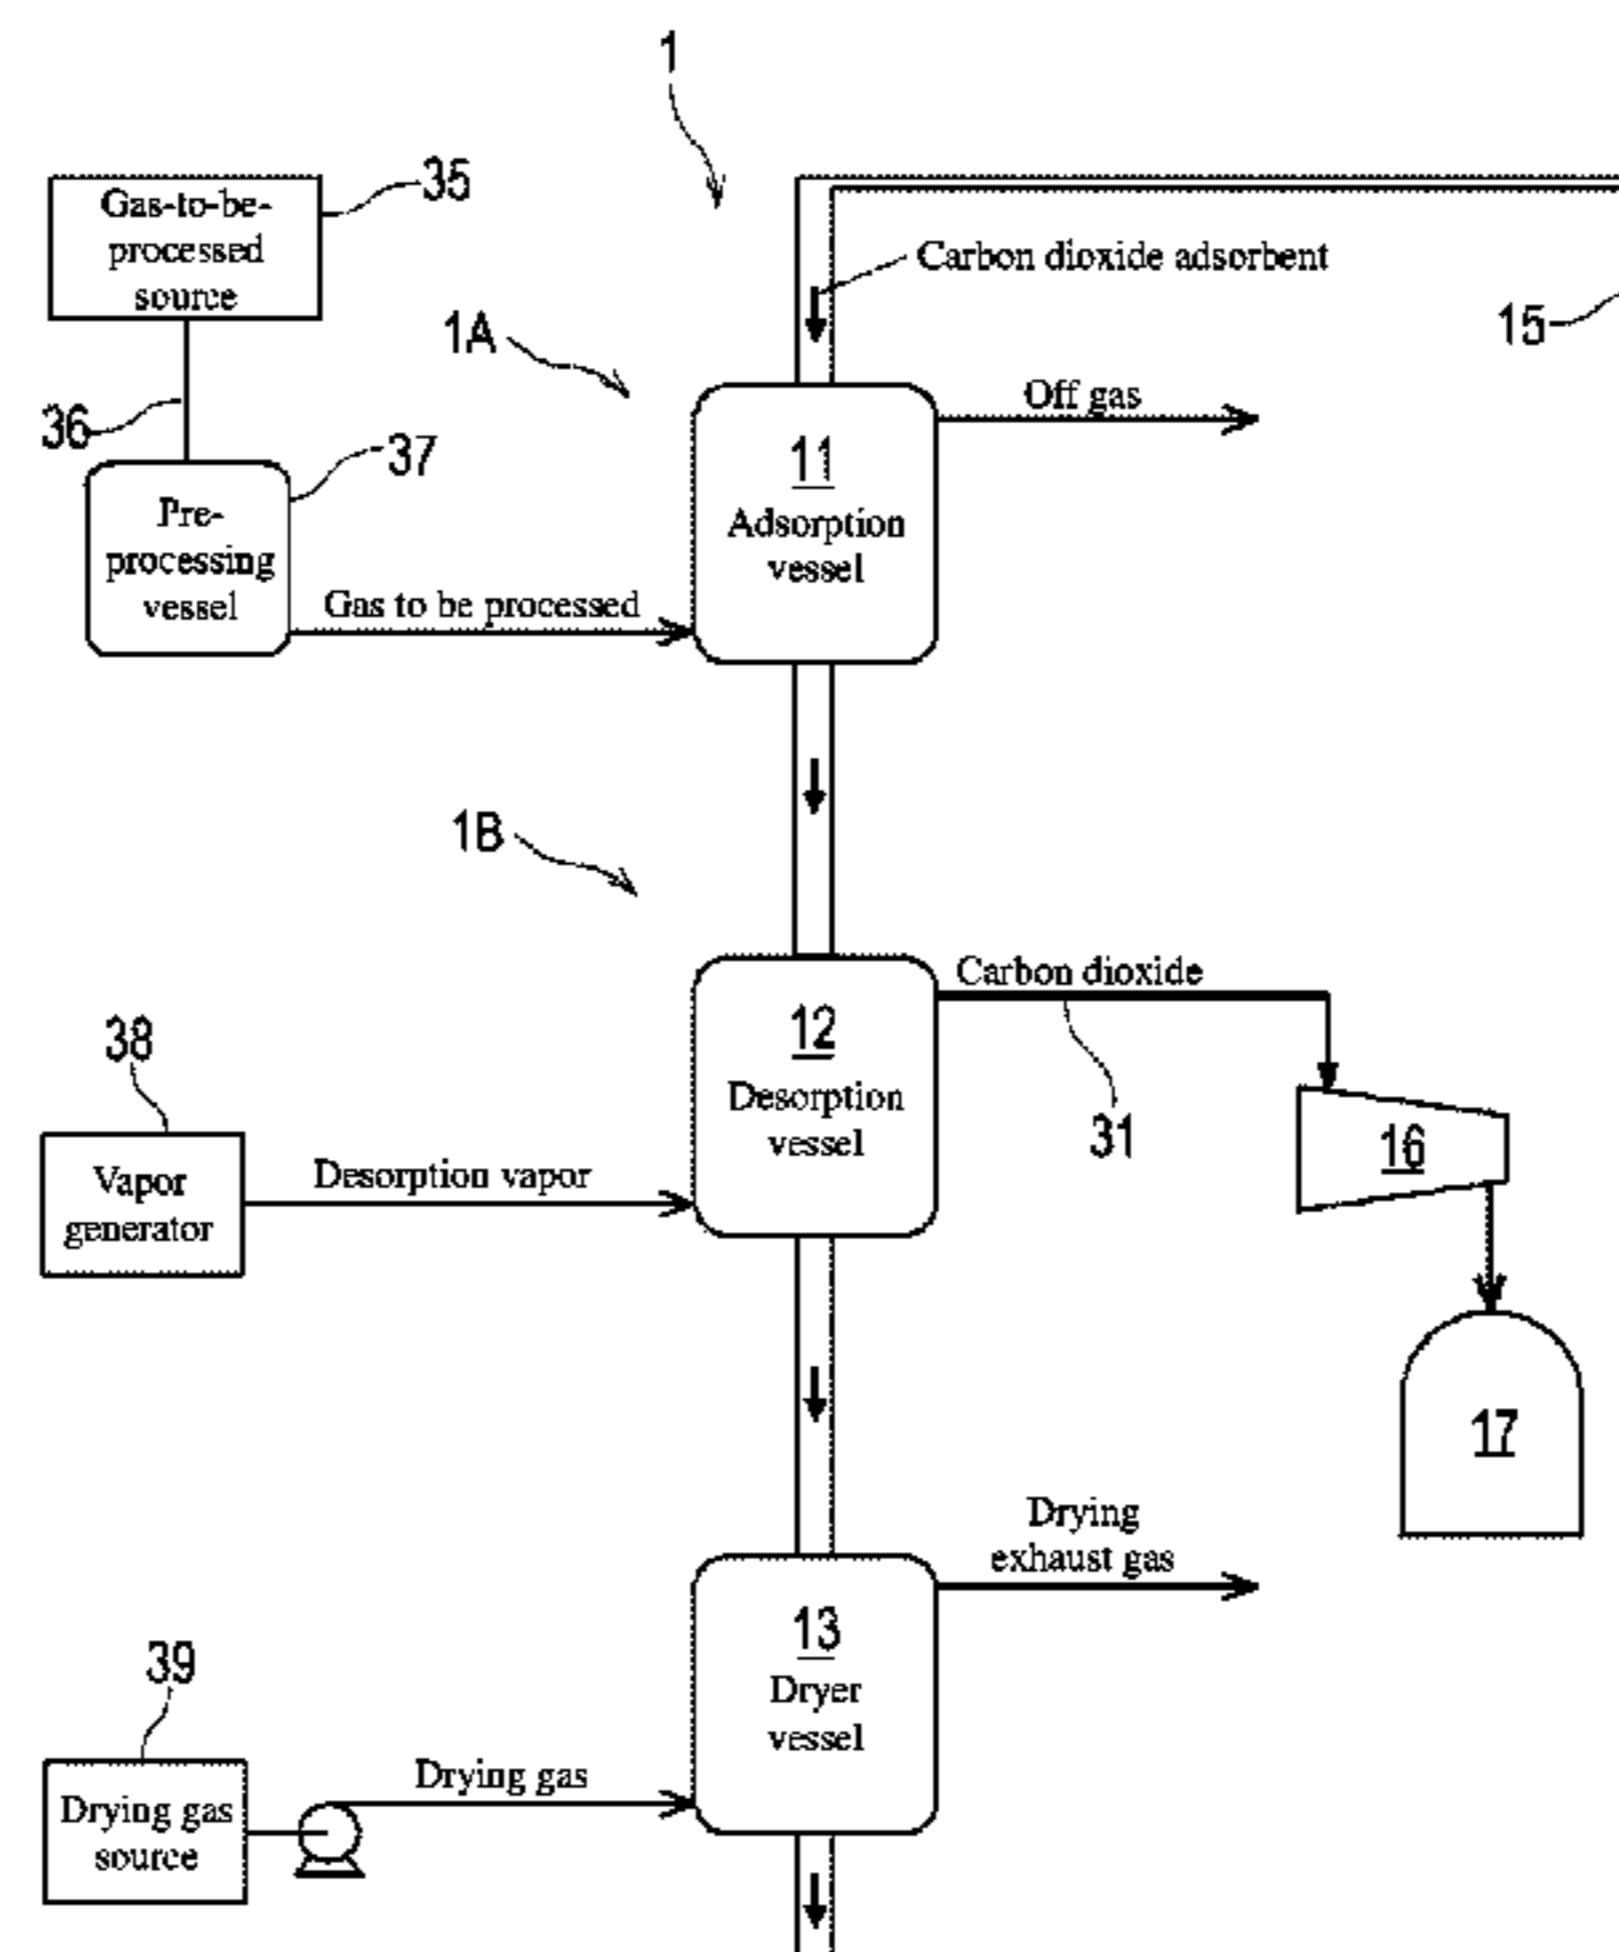 1
35
Gas-to-be-
processed
source
Carbon dioxide adsorbent
15
1A
Off gas
36
37
11
Pre-
processing
vessel
Adsorption
vessel
Gas to be processed
1B
Carbon dioxide
12
38
Desorption
vessel
31
16
Vapor
generator
Desorption vapor
17
Drying
exhaust gas
13
39
Dryer
vessel
Drying gas
Drying gas
source